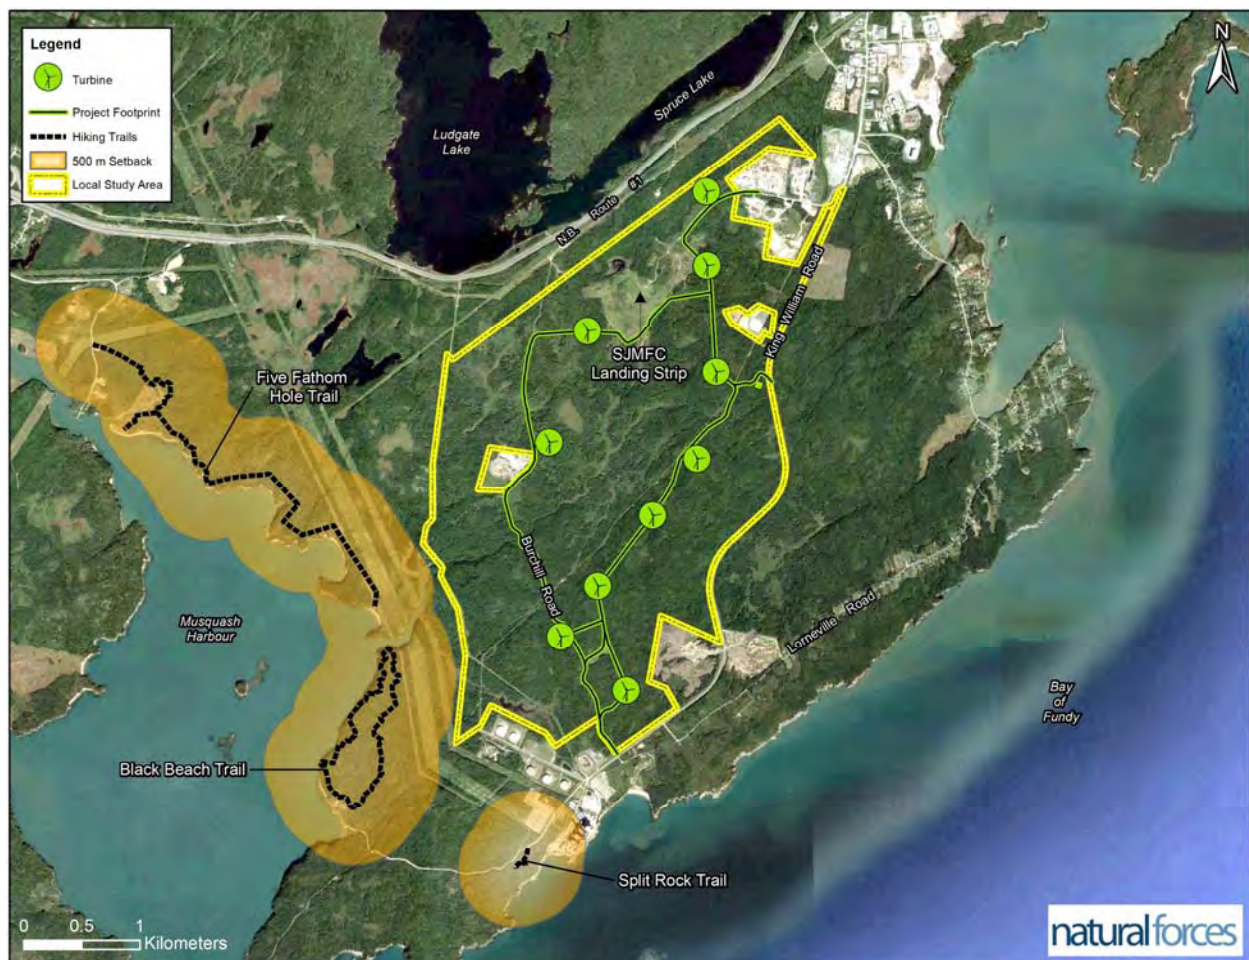 Legend
Turbine
Project Footprint
Hiking Trails
500 m Setback
Local Study Area
N
Ludgate
Lake
Spruce Lake
N.B. Route #1
King William Road
SJMFC
Landing Strip
Five Fathom
Hole Trail
Burchill Road
Musquash
Harbour
Lorneville Road
Bay
of
Fundy
Black Beach Trail
Split Rock Trail
0 0.5 1
Kilometers
naturalforces